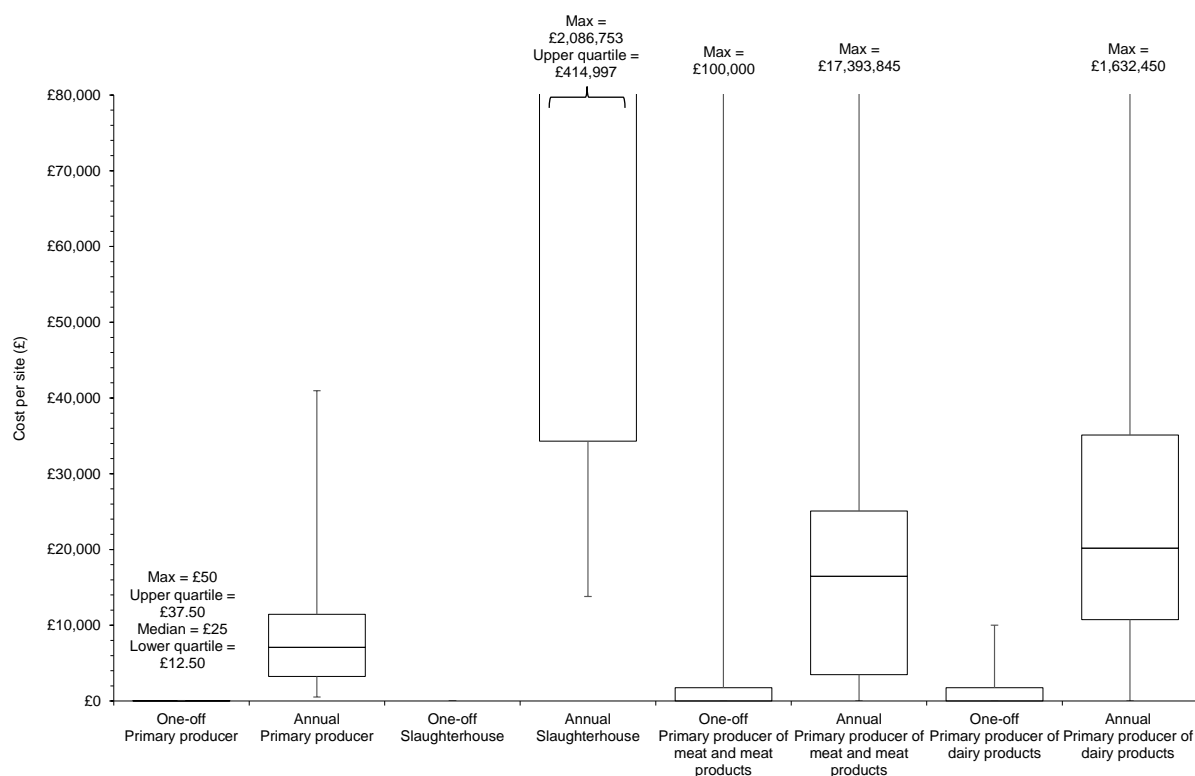 Max =
£2,086,753
Upper quartile =
£414,997
Max =
£100,000
Max =
£17,393,845
Max =
£1,632,450
£80,000
£70,000
£60,000
£50,000
£40,000
£30,000
£20,000
£10,000
£0
Cost per site (£)
Max = £50
Upper quartile =
£37.50
Median = £25
Lower quartile =
£12.50
One-off
Primary producer
Annual
Primary producer
One-off
Slaughterhouse
Annual
Slaughterhouse
One-off
Primary producer of
meat and meat
products
Annual
Primary producer of
meat and meat
products
One-off
Primary producer of
dairy products
Annual
Primary producer of
dairy products